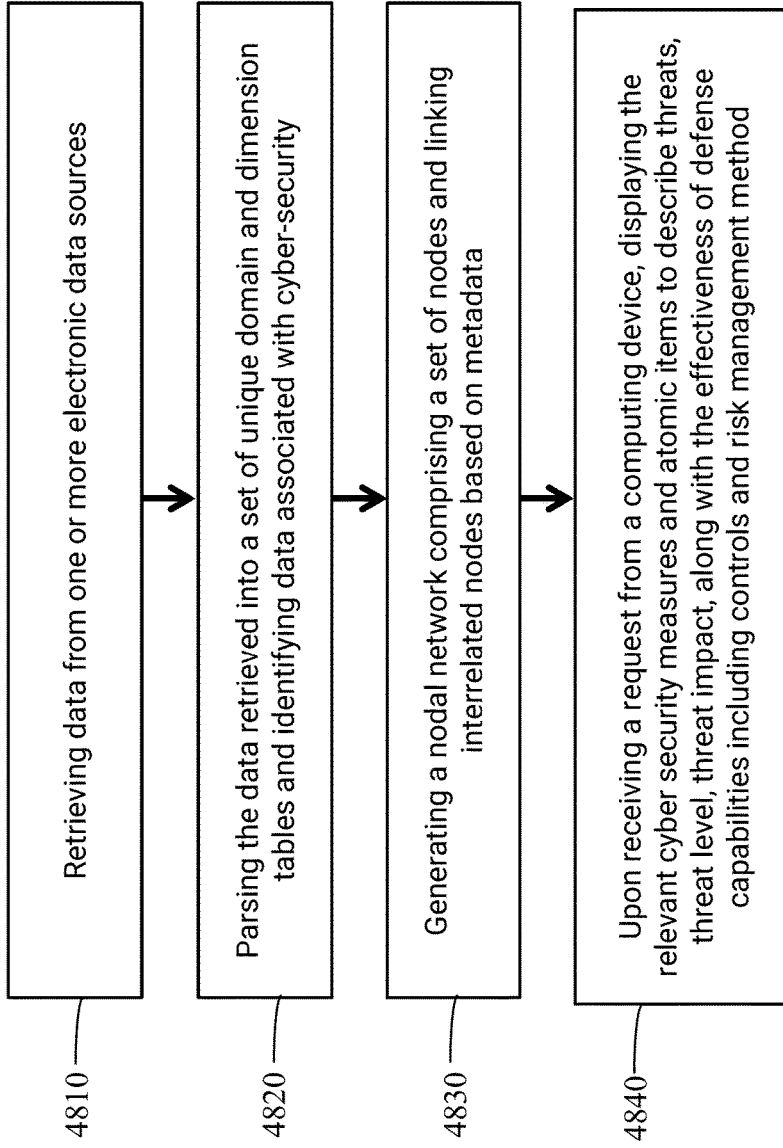 4810
Retrieving data from one or more electronic data sources
4820
Parsing the data retrieved into a set of unique domain and dimension
tables and identifying data associated with cyber-security
4830
Generating a nodal network comprising a set of nodes and linking
interrelated nodes based on metadata
4840
Upon receiving a request from a computing device, displaying the
relevant cyber security measures and atomic items to describe threats,
threat level, threat impact, along with the effectiveness of defense
capabilities including controls and risk management method